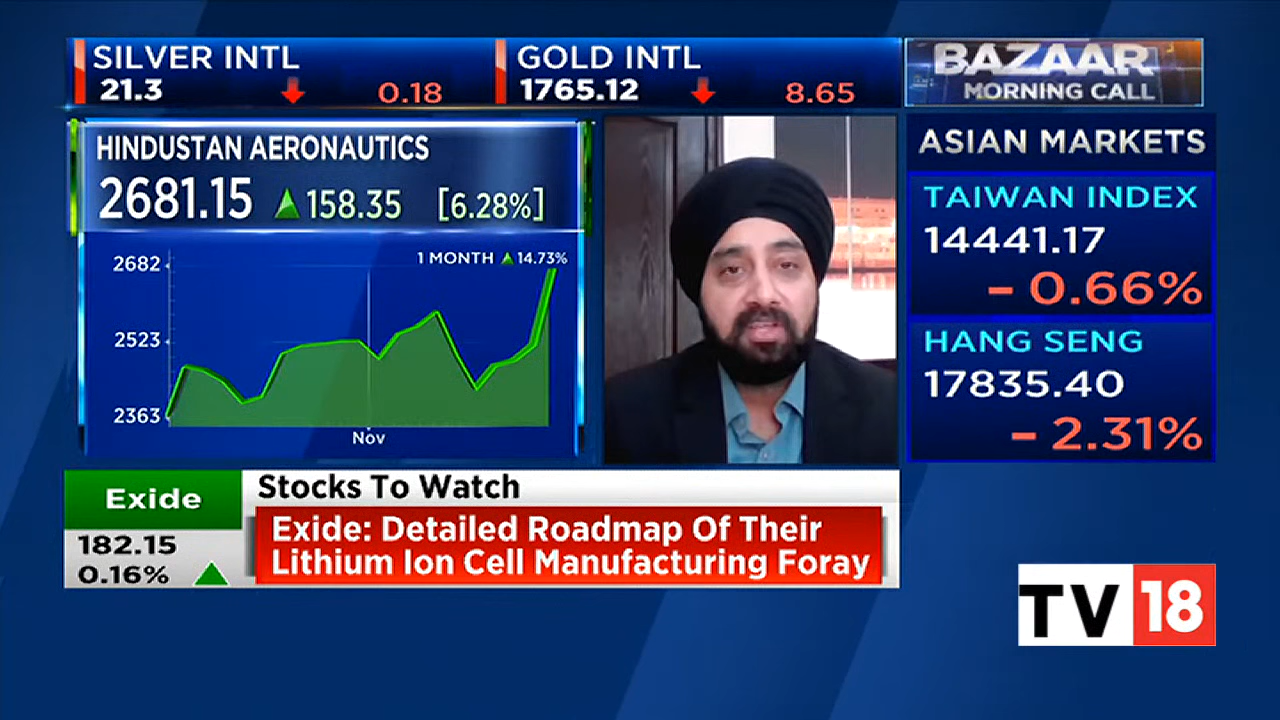 SILVER INTL
21.3 0.18
GOLD INTL
1765.12 8.65
BAZAAR
MORNING CALL
HINDUSTAN AERONAUTICS
2681.15 158.35 [6.28%]
1 MONTH 14.73%
2682
2523
2363
Nov
ASIAN MARKETS
TAIWAN INDEX
14441.17
- 0.66%
HANG SENG
17835.40
- 2.31%
Exide
182.15
0.16%
Stocks To Watch
Exide: Detailed Roadmap Of Their
Lithium Ion Cell Manufacturing Foray
TV18